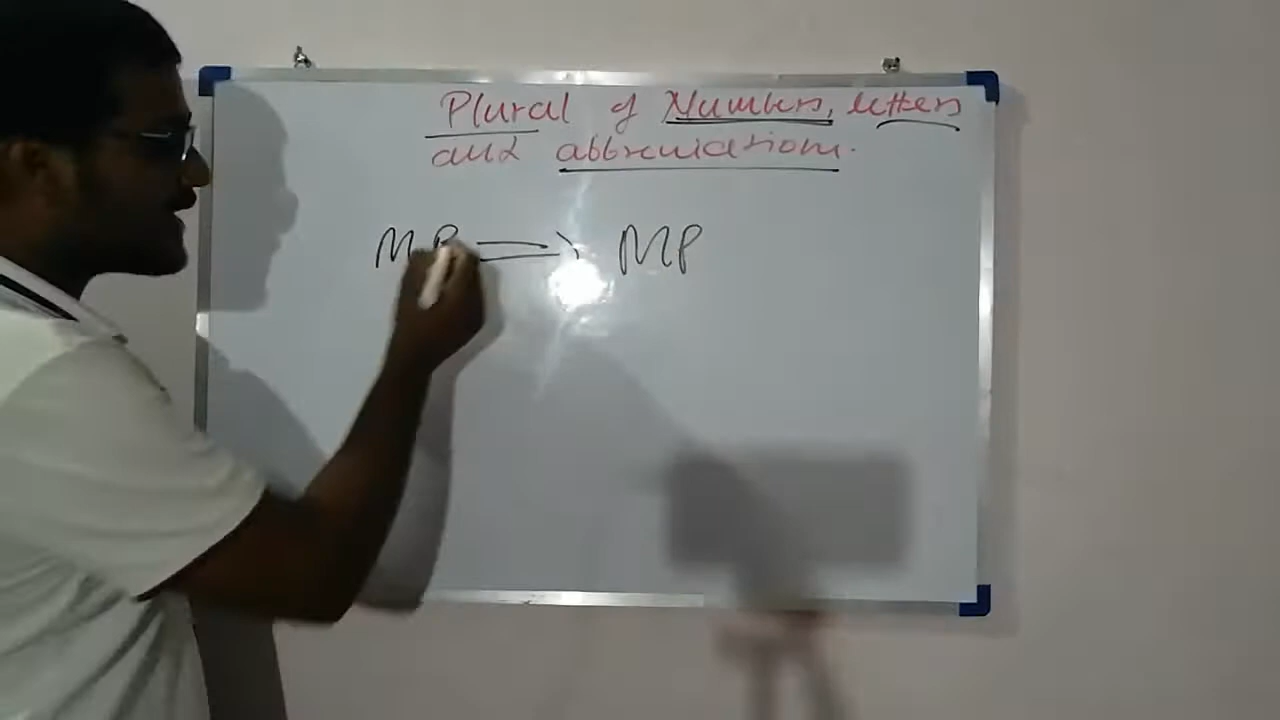 Plural of Numbers, letters
and abbreviations.
MP ⇒ MP